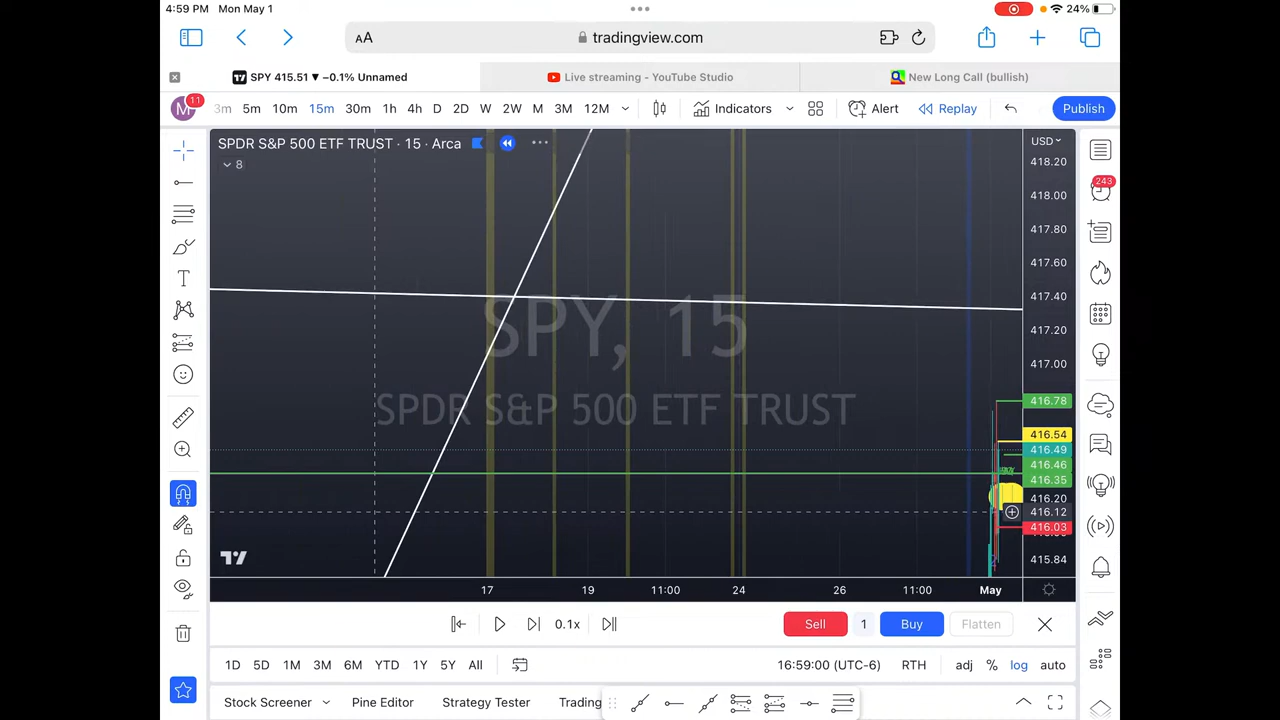 4:59 PM Mon May 1
24%
AA
tradingview.com
SPY 415.51 ▼ −0.1% Unnamed
Live streaming - YouTube Studio
New Long Call (bullish)
M 11
3m 5m 10m 15m 30m 1h 4h D 2D W 2W M 3M 12M
Indicators
Alert
Replay
Publish
SPDR S&P 500 ETF TRUST · 15 · Arca
8
USD
418.20
418.00
417.80
417.60
417.40
417.20
417.00
416.78
416.54
416.49
416.46
416.35
416.20
416.12
416.03
415.84
243
SPY, 15
SPDR S&P 500 ETF TRUST
17 19 11:00 24 26 11:00 May
0.1x
Sell 1 Buy Flatten
1D 5D 1M 3M 6M YTD 1Y 5Y All
16:59:00 (UTC-6) RTH adj % log auto
Stock Screener Pine Editor Strategy Tester Trading